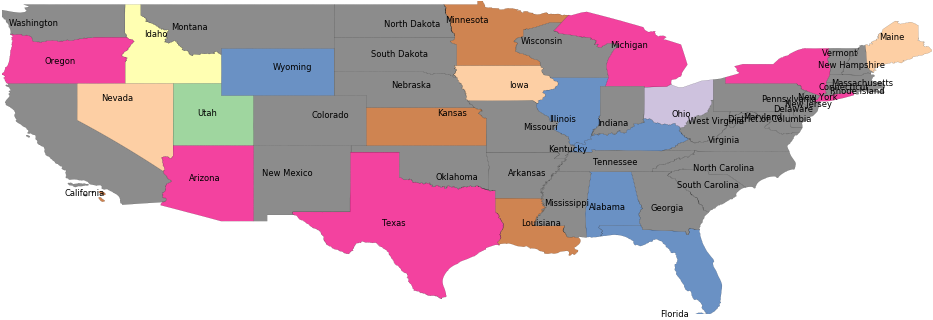 Washington
Idaho
Montana
North Dakota
Minnesota
Oregon
Wyoming
South Dakota
Wisconsin
Michigan
Maine
Vermont
New Hampshire
Nevada
Utah
Colorado
Nebraska
Iowa
Kansas
Illinois
Missouri
Indiana
Ohio
Massachusetts
Connecticut
Rhode Island
New York
Pennsylvania
New Jersey
Delaware
Maryland
District of Columbia
West Virginia
Virginia
Kentucky
Tennessee
North Carolina
South Carolina
California
Arizona
New Mexico
Oklahoma
Arkansas
Mississippi
Alabama
Georgia
Texas
Louisiana
Florida